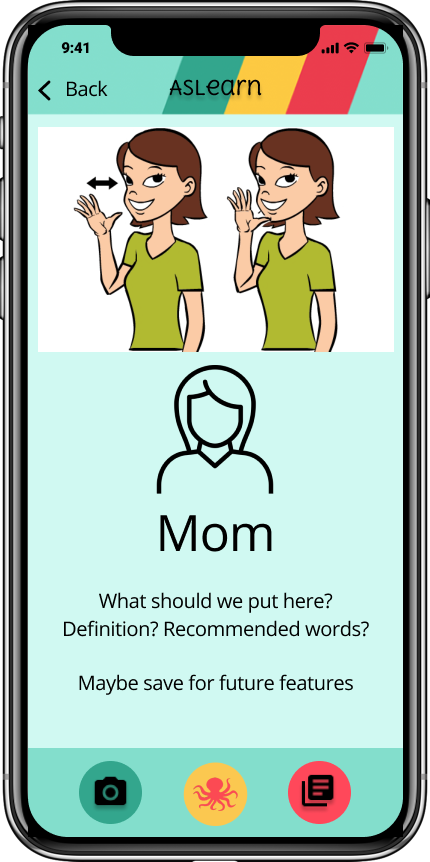 9:41
Back
ASLearn
Mom
What should we put here?
Definition? Recommended words?
Maybe save for future features